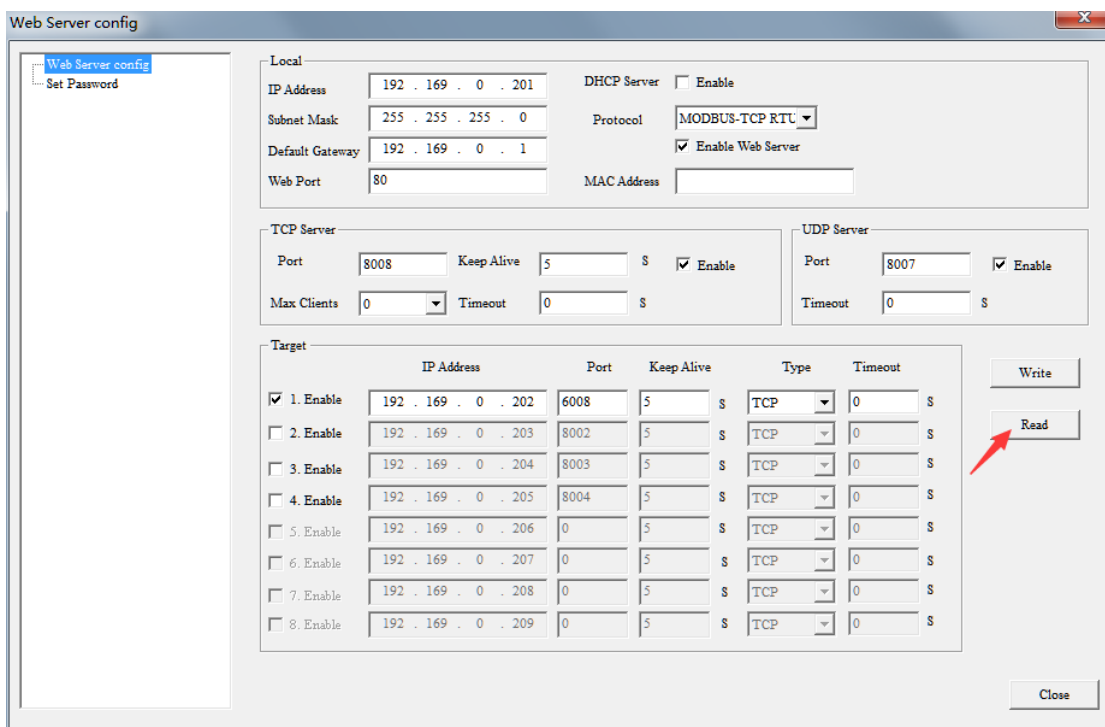 Web Server config
x
Web Server config
Set Password
Local
IP Address 192 . 169 . 0 . 201 DHCP Server Enable
Subnet Mask 255 . 255 . 255 . 0 Protocol MODBUS-TCP RTU
Default Gateway 192 . 169 . 0 . 1 Enable Web Server
Web Port 80 MAC Address
TCP Server
Port 8008 Keep Alive 5 S Enable
Max Clients 0 Timeout 0 S
UDP Server
Port 8007 Enable
Timeout 0 S
Target
IP Address Port Keep Alive Type Timeout
1. Enable 192 . 169 . 0 . 202 6008 5 S TCP 0 S
2. Enable 192 . 169 . 0 . 203 8002 5 S TCP 0 S
3. Enable 192 . 169 . 0 . 204 8003 5 S TCP 0 S
4. Enable 192 . 169 . 0 . 205 8004 5 S TCP 0 S
5. Enable 192 . 169 . 0 . 206 0 5 S TCP 0 S
6. Enable 192 . 169 . 0 . 207 0 5 S TCP 0 S
7. Enable 192 . 169 . 0 . 208 0 5 S TCP 0 S
8. Enable 192 . 169 . 0 . 209 0 5 S TCP 0 S
Write
Read
Close